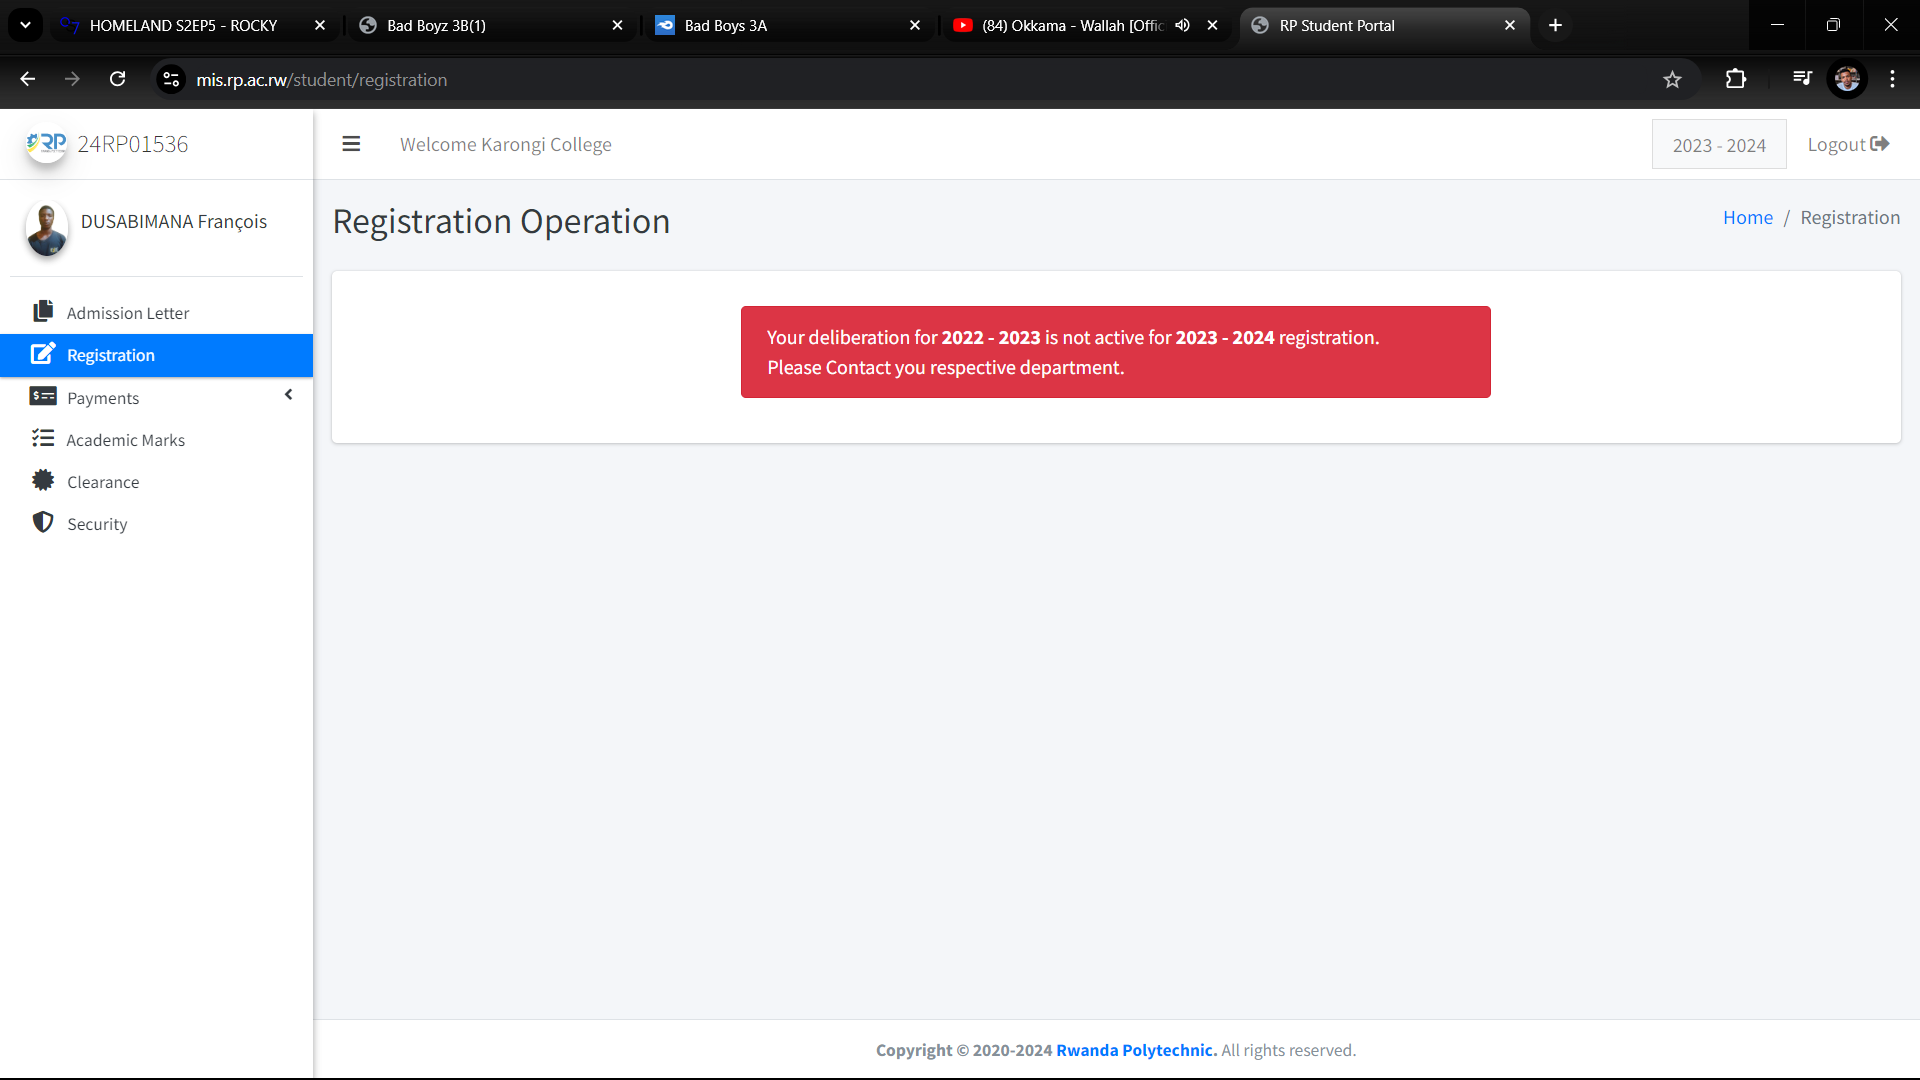 HOMELAND S2EP5 - ROCKY
Bad Boyz 3B(1)
Bad Boys 3A
(84) Okkama - Wallah [Offic
RP Student Portal
mis.rp.ac.rw/student/registration
RP 24RP01536
Welcome Karongi College
2023 - 2024
Logout
DUSABIMANA François
Registration Operation
Home / Registration
Admission Letter
Registration
Payments
Academic Marks
Clearance
Security
Your deliberation for 2022 - 2023 is not active for 2023 - 2024 registration.
Please Contact you respective department.
Copyright © 2020-2024 Rwanda Polytechnic. All rights reserved.